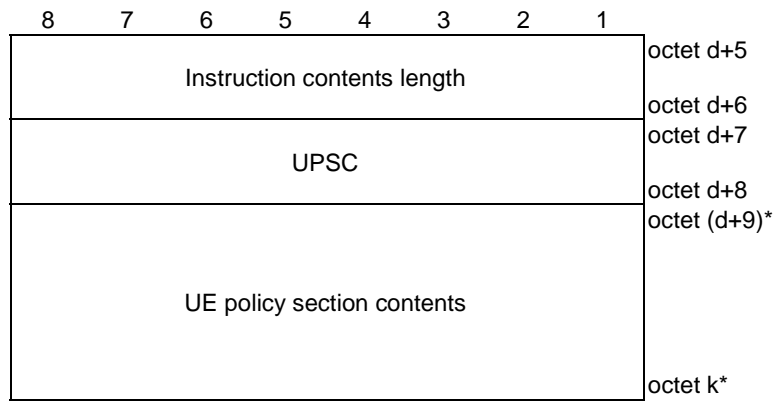 8 7 6 5 4 3 2 1
octet d+5
Instruction contents length
octet d+6
octet d+7
UPSC
octet d+8
octet (d+9)*
UE policy section contents
octet k*